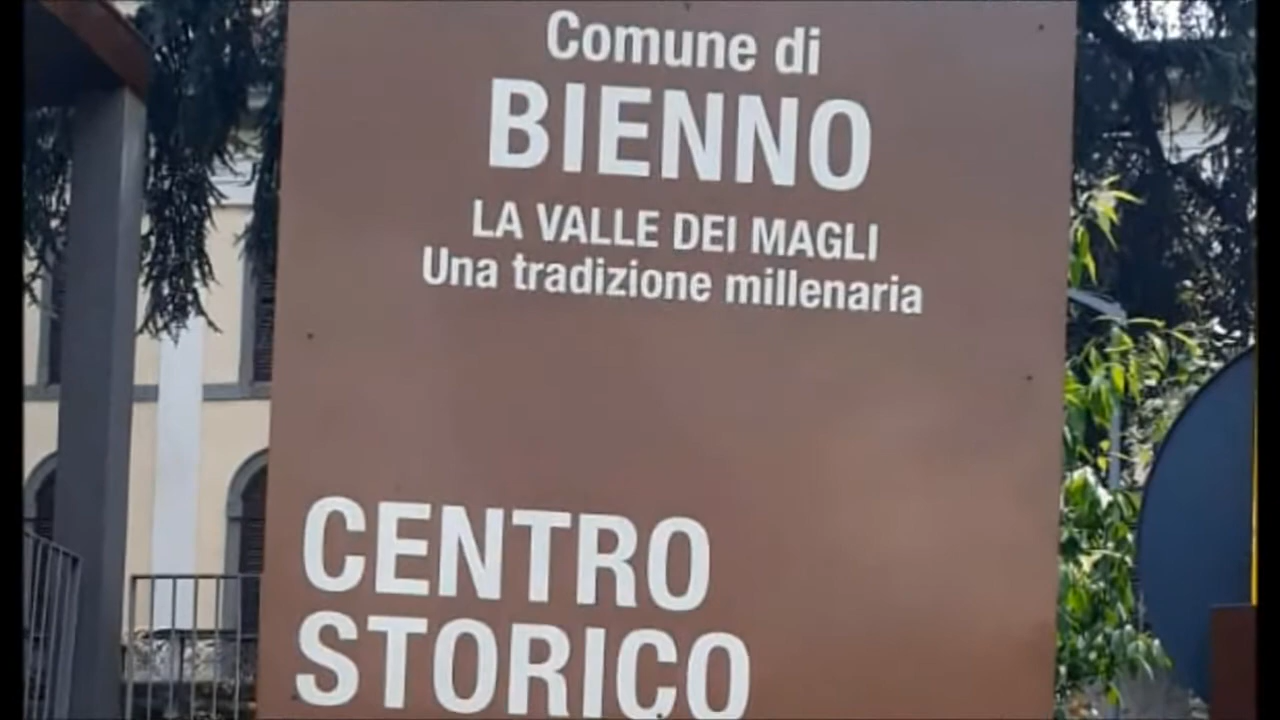 Comune di
BIENNO
LA VALLE DEI MAGLI
Una tradizione millenaria
CENTRO
STORICO